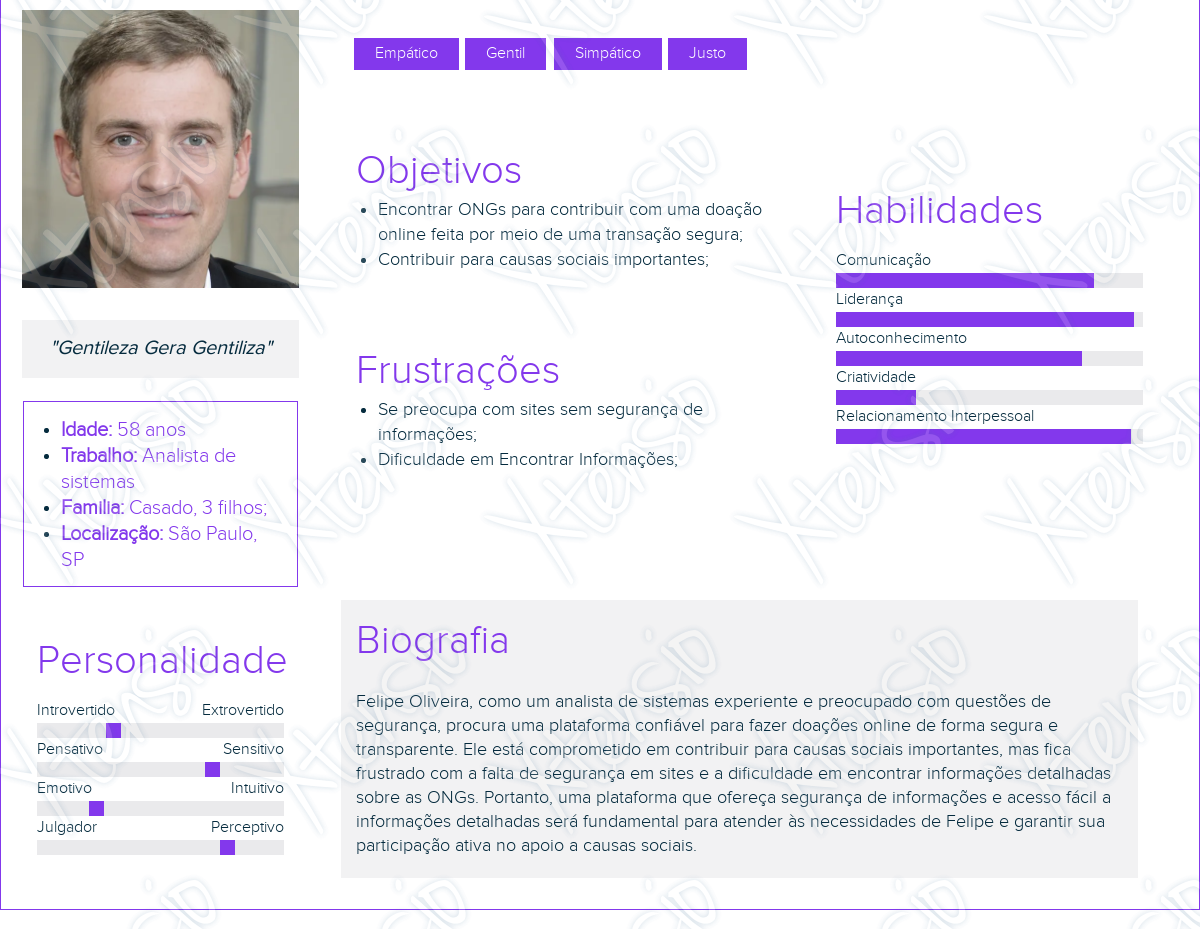 Empático
Gentil
Simpático
Justo
"Gentileza Gera Gentiliza"
Idade: 58 anos
Trabalho: Analista de
sistemas
Familia: Casado, 3 filhos;
Localização: São Paulo,
SP
Personalidade
Introvertido Extrovertido
Pensativo Sensitivo
Emotivo Intuitivo
Julgador Perceptivo
Objetivos
Encontrar ONGs para contribuir com uma doação
online feita por meio de uma transação segura;
Contribuir para causas sociais importantes;
Frustrações
Se preocupa com sites sem segurança de
informações;
Dificuldade em Encontrar Informações;
Habilidades
Comunicação
Liderança
Autoconhecimento
Criatividade
Relacionamento Interpessoal
Biografia
Felipe Oliveira, como um analista de sistemas experiente e preocupado com questões de
segurança, procura uma plataforma confiável para fazer doações online de forma segura e
transparente. Ele está comprometido em contribuir para causas sociais importantes, mas fica
frustrado com a falta de segurança em sites e a dificuldade em encontrar informações detalhadas
sobre as ONGs. Portanto, uma plataforma que ofereça segurança de informações e acesso fácil a
informações detalhadas será fundamental para atender às necessidades de Felipe e garantir sua
participação ativa no apoio a causas sociais.
Xtensio